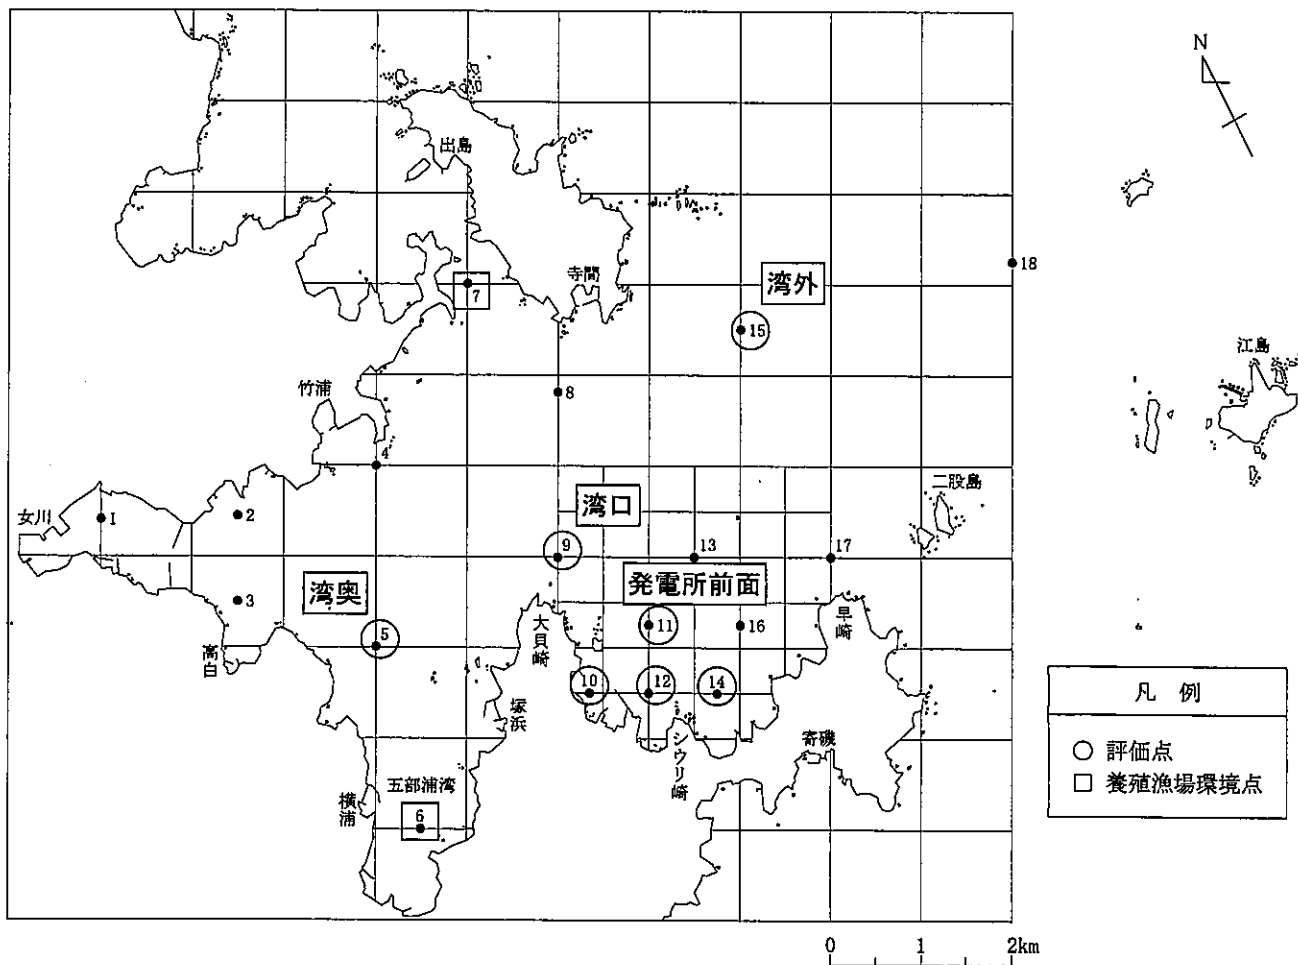 N
出島
寺間
湾外
18
7
15
江島
竹浦
8
4
二股島
女川
1
2
湾口
9
13
17
発電所前面
湾奥
3
5
大貝崎
11
16
早崎
高白
10
12
14
塚浜
シウリ崎
寄磯
五部浦湾
横浦
6
凡 例
○ 評価点
□ 養殖漁場環境点
0 1 2km